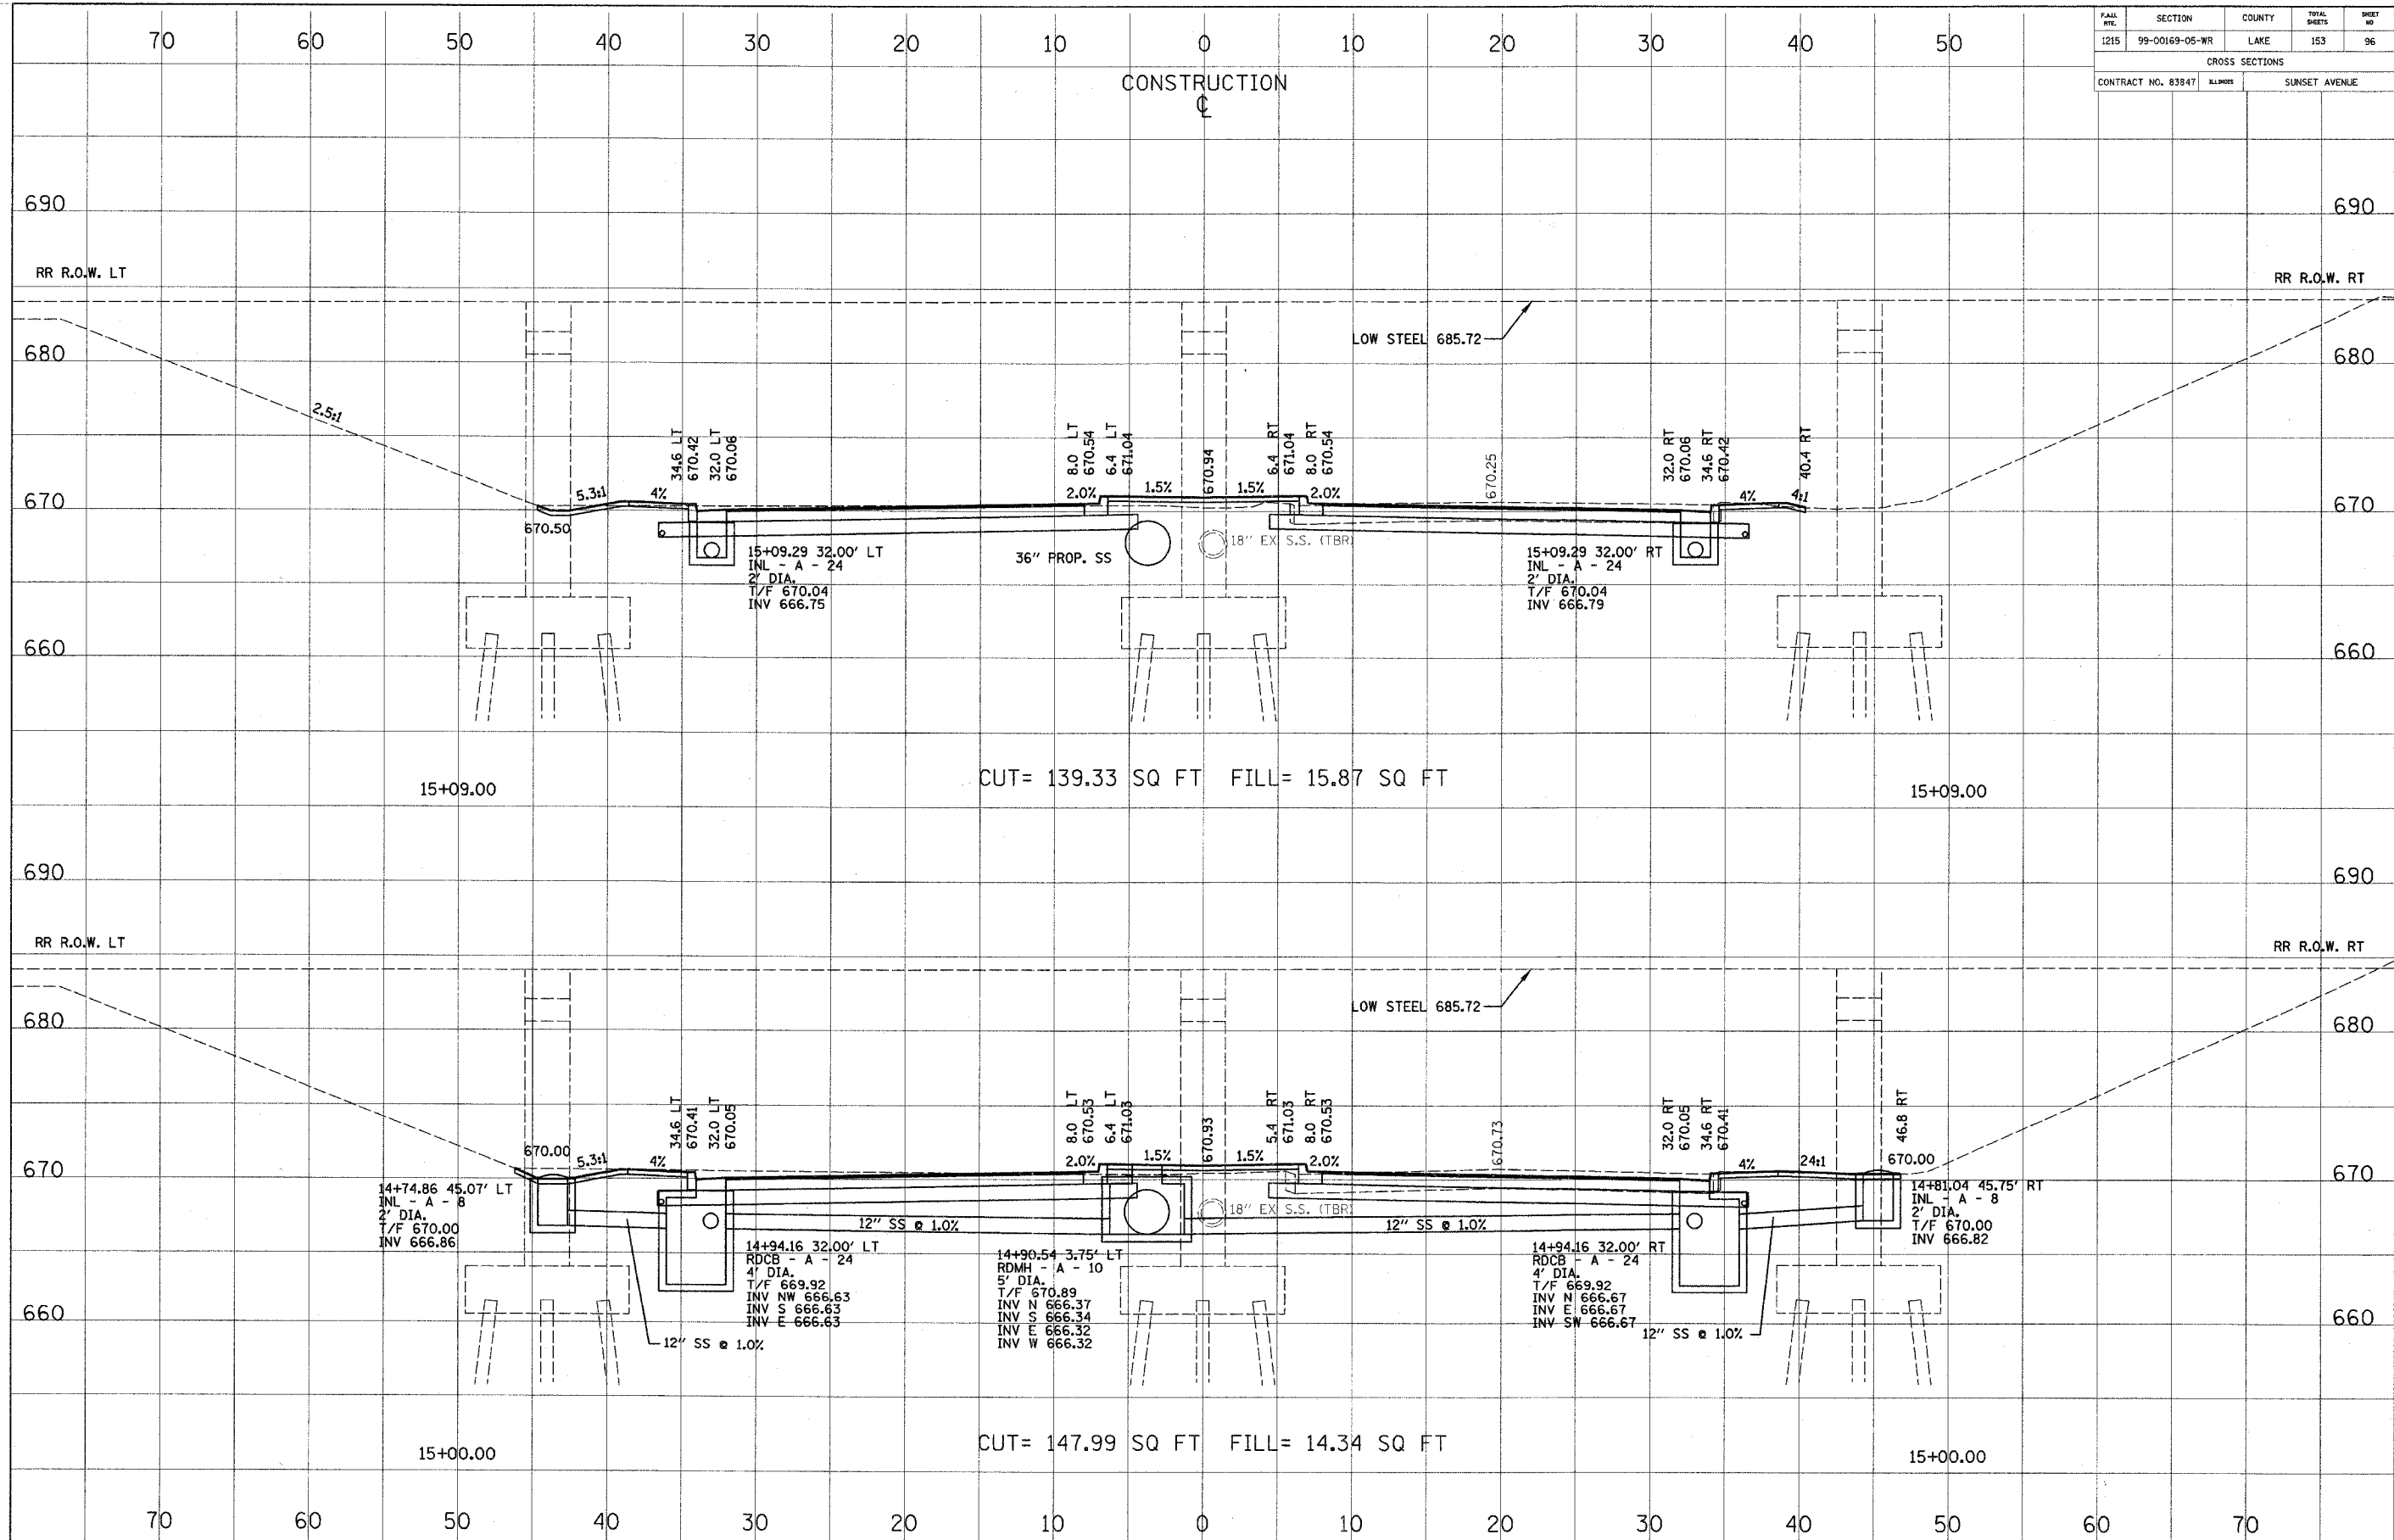 F.A.U. RTE. SECTION COUNTY TOTAL SHEETS SHEET NO
1215 99-00169-05-WR LAKE 153 96
CROSS SECTIONS
CONTRACT NO. 83847 ILLINOIS SUNSET AVENUE
70 60 50 40 30 20 10 0 10 20 30 40 50
CONSTRUCTION
℄
690 690
RR R.O.W. LT RR R.O.W. RT
LOW STEEL 685.72
680 680
2.5:1
34.6 LT
670.42
32.0 LT
670.06
8.0 LT
670.54
6.4 LT
671.04
670.94
6.4 RT
671.04
8.0 RT
670.54
670.25
32.0 RT
670.06
34.6 RT
670.42
40.4 RT
670 5.3:1 4% 2.0% 1.5% 1.5% 2.0% 4% 4:1 670
670.50
36" PROP. SS
18" EX S.S. (TBR)
15+09.29 32.00' LT
INL - A - 24
2' DIA.
T/F 670.04
INV 666.75
15+09.29 32.00' RT
INL - A - 24
2' DIA.
T/F 670.04
INV 666.79
660 660
CUT= 139.33 SQ FT FILL= 15.87 SQ FT
15+09.00 15+09.00
690 690
RR R.O.W. LT RR R.O.W. RT
LOW STEEL 685.72
680 680
34.6 LT
670.41
32.0 LT
670.05
8.0 LT
670.53
6.4 LT
671.03
670.93
5.4 RT
671.03
8.0 RT
670.53
670.73
32.0 RT
670.05
34.6 RT
670.41
46.8 RT
670 670.00 5.3:1 4% 2.0% 1.5% 1.5% 2.0% 4% 24:1 670.00 670
14+74.86 45.07' LT
INL - A - 8
2' DIA.
T/F 670.00
INV 666.86
12" SS @ 1.0%
18" EX S.S. (TBR)
12" SS @ 1.0%
14+81.04 45.75' RT
INL - A - 8
2' DIA.
T/F 670.00
INV 666.82
14+94.16 32.00' LT
RDCB - A - 24
4' DIA.
T/F 669.92
INV NW 666.63
INV S 666.63
INV E 666.63
14+90.54 3.75' LT
RDMH - A - 10
5' DIA.
T/F 670.89
INV N 666.37
INV S 666.34
INV E 666.32
INV W 666.32
14+94.16 32.00' RT
RDCB - A - 24
4' DIA.
T/F 669.92
INV N 666.67
INV E 666.67
INV SW 666.67
660 660
12" SS @ 1.0%
12" SS @ 1.0%
CUT= 147.99 SQ FT FILL= 14.34 SQ FT
15+00.00 15+00.00
70 60 50 40 30 20 10 0 10 20 30 40 50 60 70